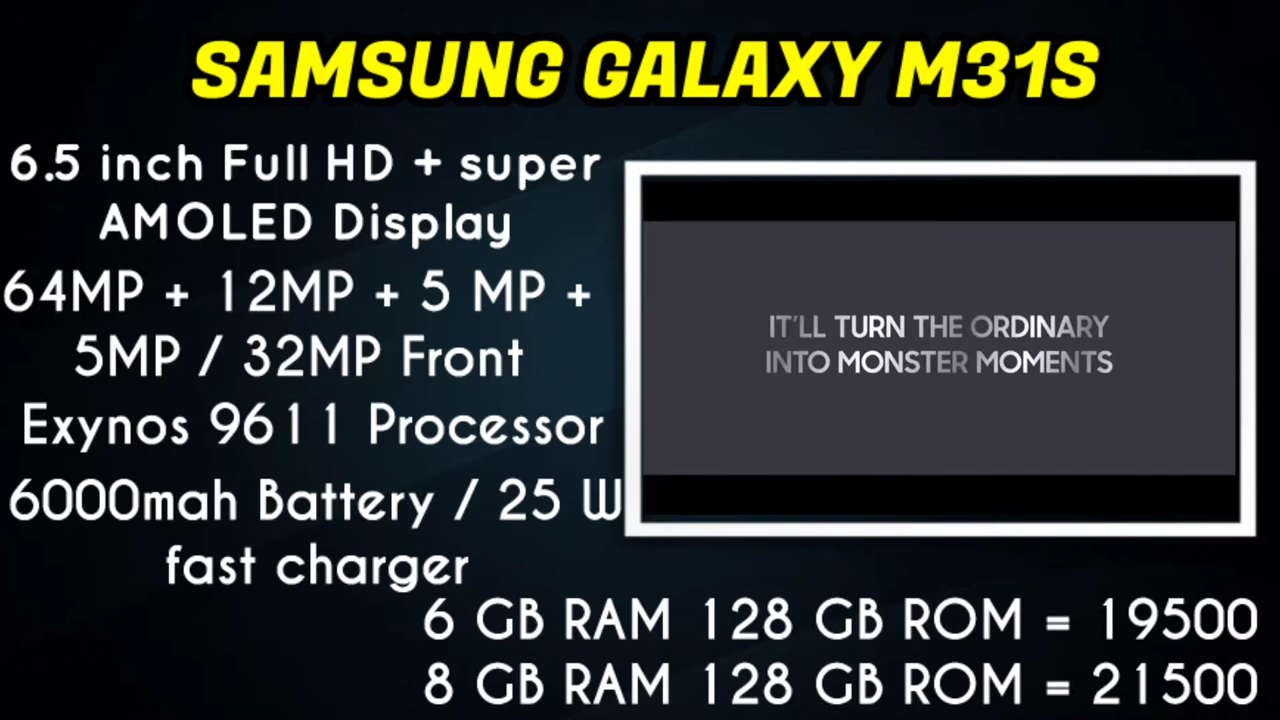 SAMSUNG GALAXY M31S
6.5 inch Full HD + super
AMOLED Display
64MP + 12MP + 5 MP +
5MP / 32MP Front
Exynos 9611 Processor
6000mah Battery / 25 W
fast charger
IT'LL TURN THE ORDINARY
INTO MONSTER MOMENTS
6 GB RAM 128 GB ROM = 19500
8 GB RAM 128 GB ROM = 21500